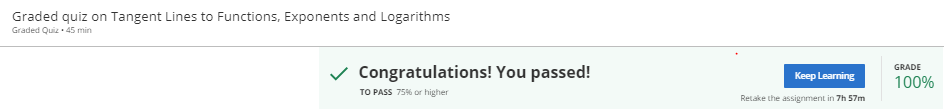 Graded quiz on Tangent Lines to Functions, Exponents and Logarithms
Graded Quiz • 45 min
Congratulations! You passed!
TO PASS 75% or higher
Keep Learning
Retake the assignment in 7h 57m
GRADE
100%